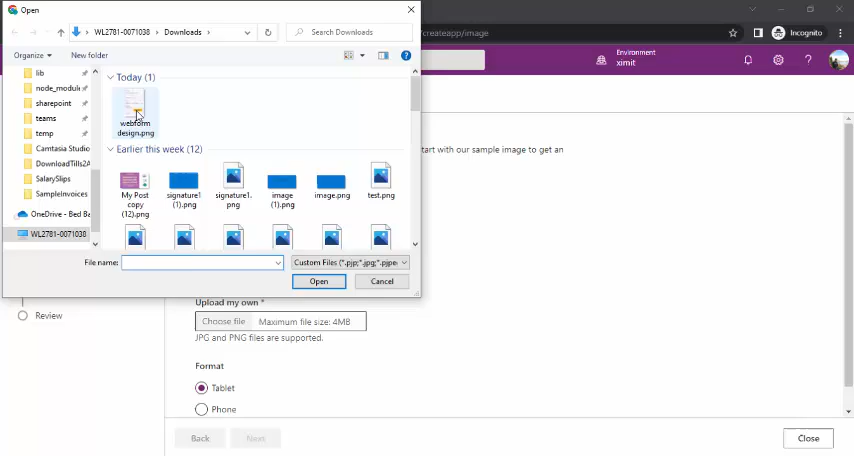 Open
WL2781-0071038 > Downloads >
Search Downloads
/createapp/image
Incognito
Organize
New folder
Environment
ximit
lib
node_module
sharepoint
teams
temp
Camtasia Studio
DownloadTills2A
SalarySlips
SampleInvoices
OneDrive - Bed Ba
WL2781-0071038
Today (1)
webform
design.png
Earlier this week (12)
My Post
copy
(12).png
signature1
(1).png
signature1.
png
image
(1).png
image.png
test.png
tart with our sample image to get an
File name:
Custom Files (*.pjp;*.jpg;*.pjpe
Open
Cancel
Upload my own *
Choose file
Maximum file size: 4MB
JPG and PNG files are supported.
Review
Format
Tablet
Phone
Back
Next
Close